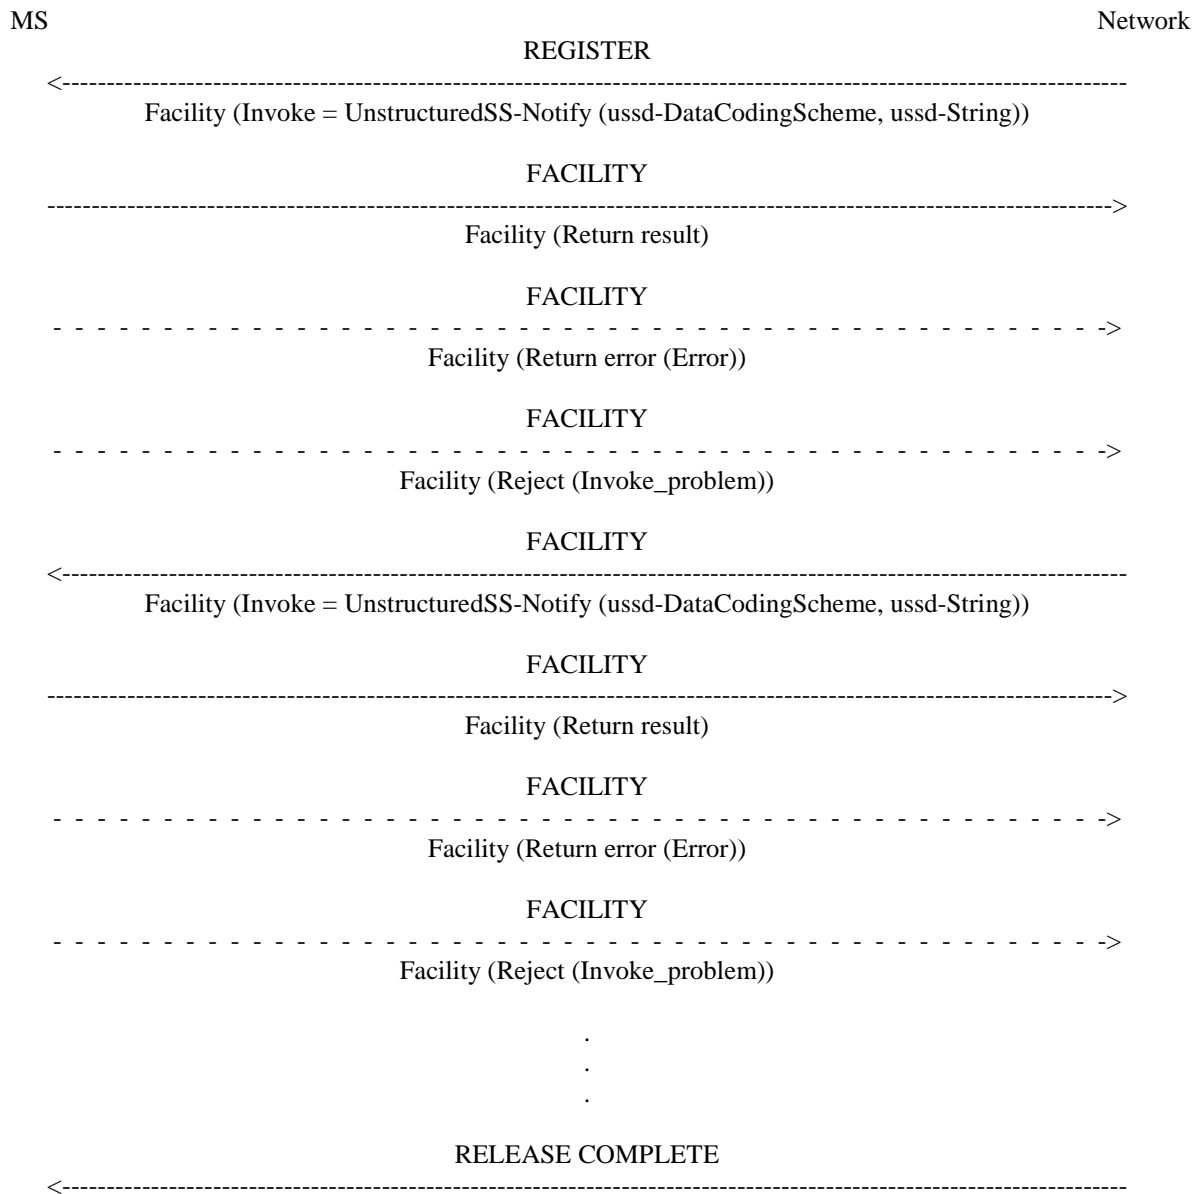 MS Network
REGISTER
<------------------------------------------------------------------------------------------------------------------------
Facility (Invoke = UnstructuredSS-Notify (ussd-DataCodingScheme, ussd-String))
FACILITY
------------------------------------------------------------------------------------------------------------------------>
Facility (Return result)
FACILITY
- - - - - - - - - - - - - - - - - - - - - - - - - - - - - - - - - - - - - - - - - - - - - - - ->
Facility (Return error (Error))
FACILITY
- - - - - - - - - - - - - - - - - - - - - - - - - - - - - - - - - - - - - - - - - - - - - - - ->
Facility (Reject (Invoke_problem))
FACILITY
<------------------------------------------------------------------------------------------------------------------------
Facility (Invoke = UnstructuredSS-Notify (ussd-DataCodingScheme, ussd-String))
FACILITY
------------------------------------------------------------------------------------------------------------------------>
Facility (Return result)
FACILITY
- - - - - - - - - - - - - - - - - - - - - - - - - - - - - - - - - - - - - - - - - - - - - - - ->
Facility (Return error (Error))
FACILITY
- - - - - - - - - - - - - - - - - - - - - - - - - - - - - - - - - - - - - - - - - - - - - - - ->
Facility (Reject (Invoke_problem))
.
.
.
RELEASE COMPLETE
<------------------------------------------------------------------------------------------------------------------------